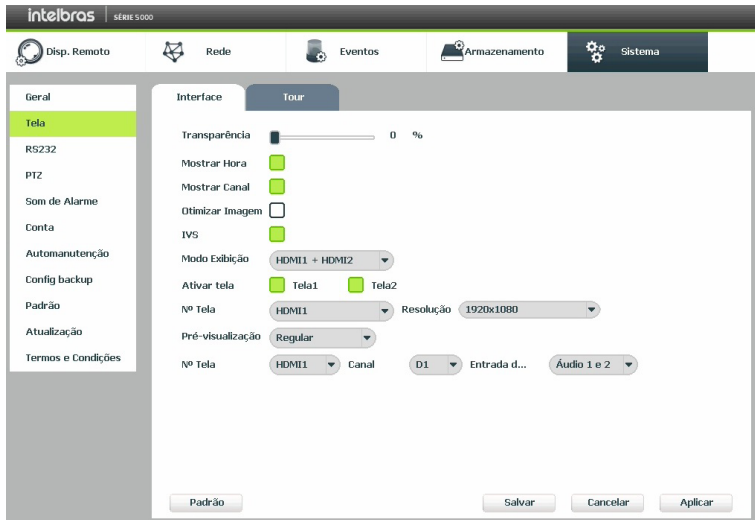 intelbras SÉRIE 5000
Disp. Remoto Rede Eventos Armazenamento Sistema
Geral
Tela
RS232
PTZ
Som de Alarme
Conta
Automanutenção
Config backup
Padrão
Atualização
Termos e Condições
Interface Tour
Transparência 0 %
Mostrar Hora
Mostrar Canal
Otimizar Imagem
IVS
Modo Exibição HDMI1 + HDMI2
Ativar tela Tela1 Tela2
Nº Tela HDMI1 Resolução 1920x1080
Pré-visualização Regular
Nº Tela HDMI1 Canal D1 Entrada d... Áudio 1 e 2
Padrão Salvar Cancelar Aplicar